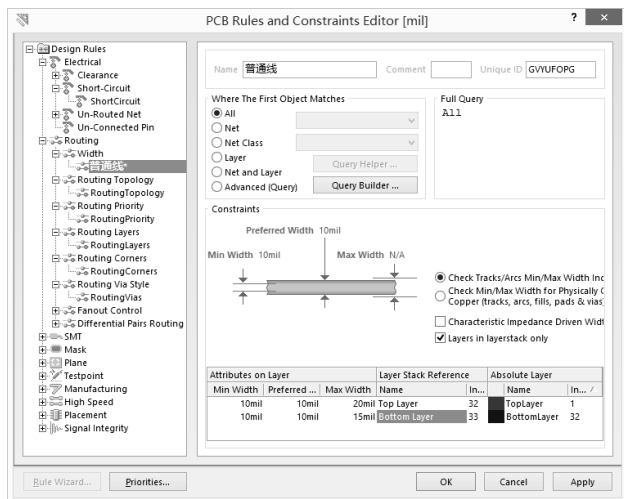 PCB Rules and Constraints Editor [mil]
? x
Design Rules
Electrical
Clearance
Short-Circuit
ShortCircuit
Un-Routed Net
Un-Connected Pin
Routing
Width
普通线*
Routing Topology
RoutingTopology
Routing Priority
RoutingPriority
Routing Layers
RoutingLayers
Routing Corners
RoutingCorners
Routing Via Style
RoutingVias
Fanout Control
Differential Pairs Routing
SMT
Mask
Plane
Testpoint
Manufacturing
High Speed
Placement
Signal Integrity
Name 普通线 Comment Unique ID GVYUFOPG
Where The First Object Matches
All
Net
Net Class
Layer
Net and Layer
Advanced (Query)
Query Helper ...
Query Builder ...
Full Query
All
Constraints
Preferred Width 10mil
Min Width 10mil Max Width N/A
Check Tracks/Arcs Min/Max Width Inc
Check Min/Max Width for Physically C
Copper (tracks, arcs, fills, pads & vias)
Characteristic Impedance Driven Widt
Layers in layerstack only
Attributes on Layer Layer Stack Reference Absolute Layer
Min Width Preferred ... Max Width Name In... Name In...
10mil 10mil 20mil Top Layer 32 TopLayer 1
10mil 10mil 15mil Bottom Layer 33 BottomLayer 32
Rule Wizard... Priorities... OK Cancel Apply